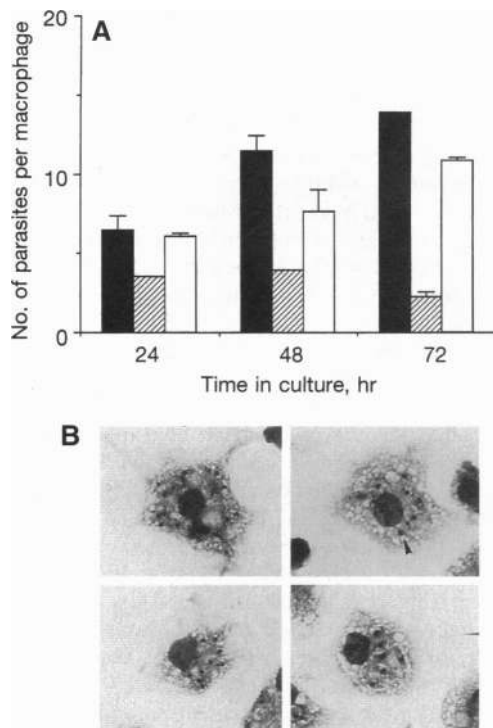 A
No. of parasites per macrophage
20
10
0
24 48 72
Time in culture, hr
B